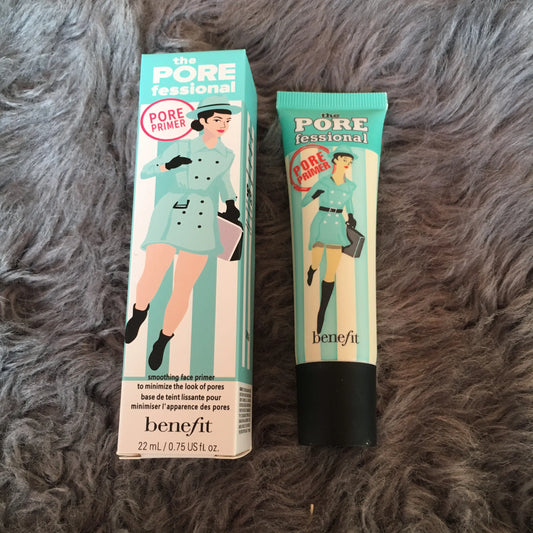 the
PORE
fessional
PORE
PRIMER
smoothing face primer
to minimize the look of pores
base de teint lissante pour
minimiser l'apparence des pores
benefit
22 mL / 0.75 US fl. oz.
the
PORE
fessional
PORE
PRIMER
benefit